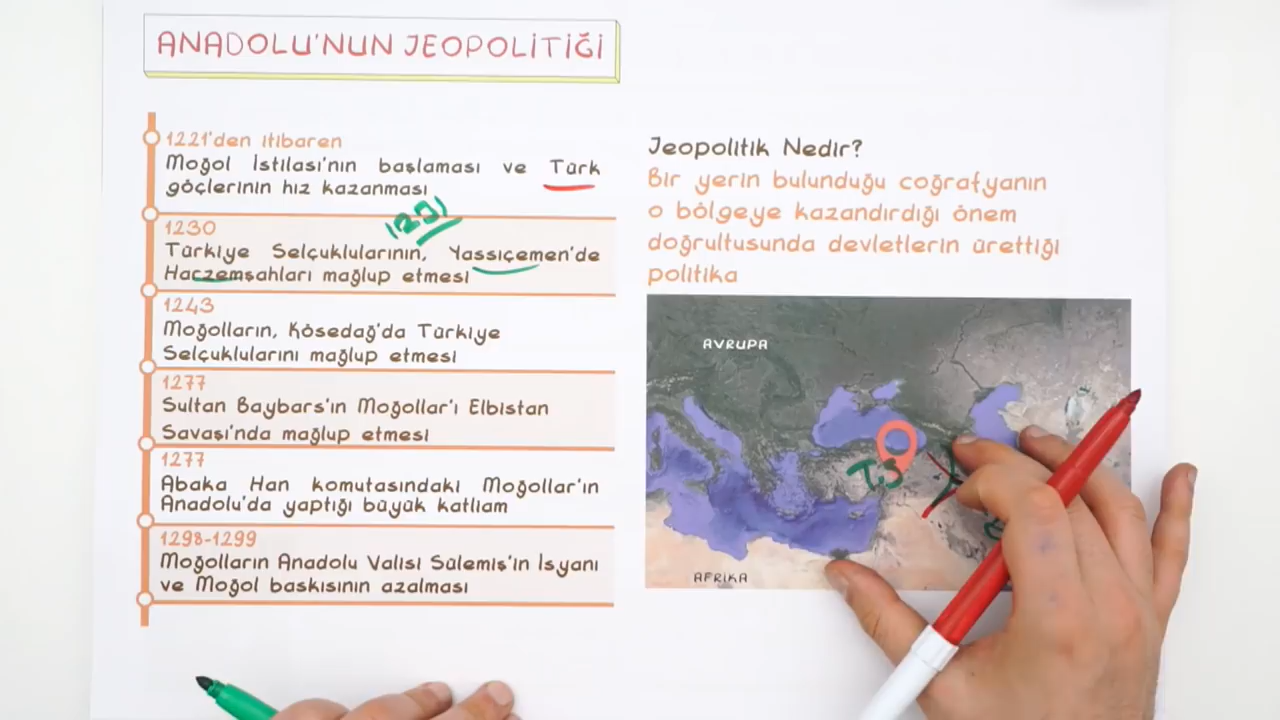 ANADOLU'NUN JEOPOLİTİĞİ
1221'den itibaren
Moğol İstilası'nın başlaması ve Türk
göçlerinin hız kazanması
1231
1230
Türkiye Selçuklularının, Yassıçemen'de
Harzemşahları mağlup etmesi
1243
Moğolların, Kösedağ'da Türkiye
Selçuklularını mağlup etmesi
1277
Sultan Baybars'ın Moğollar'ı Elbistan
Savaşı'nda mağlup etmesi
1277
Abaka Han komutasındaki Moğollar'ın
Anadolu'da yaptığı büyük katliam
1298-1299
Moğolların Anadolu Valisi Sülemiş'in İsyanı
ve Moğol baskısının azalması
Jeopolitik Nedir?
Bir yerin bulunduğu coğrafyanın
o bölgeye kazandırdığı önem
doğrultusunda devletlerin ürettiği
politika
AVRUPA
TS
AFRİKA